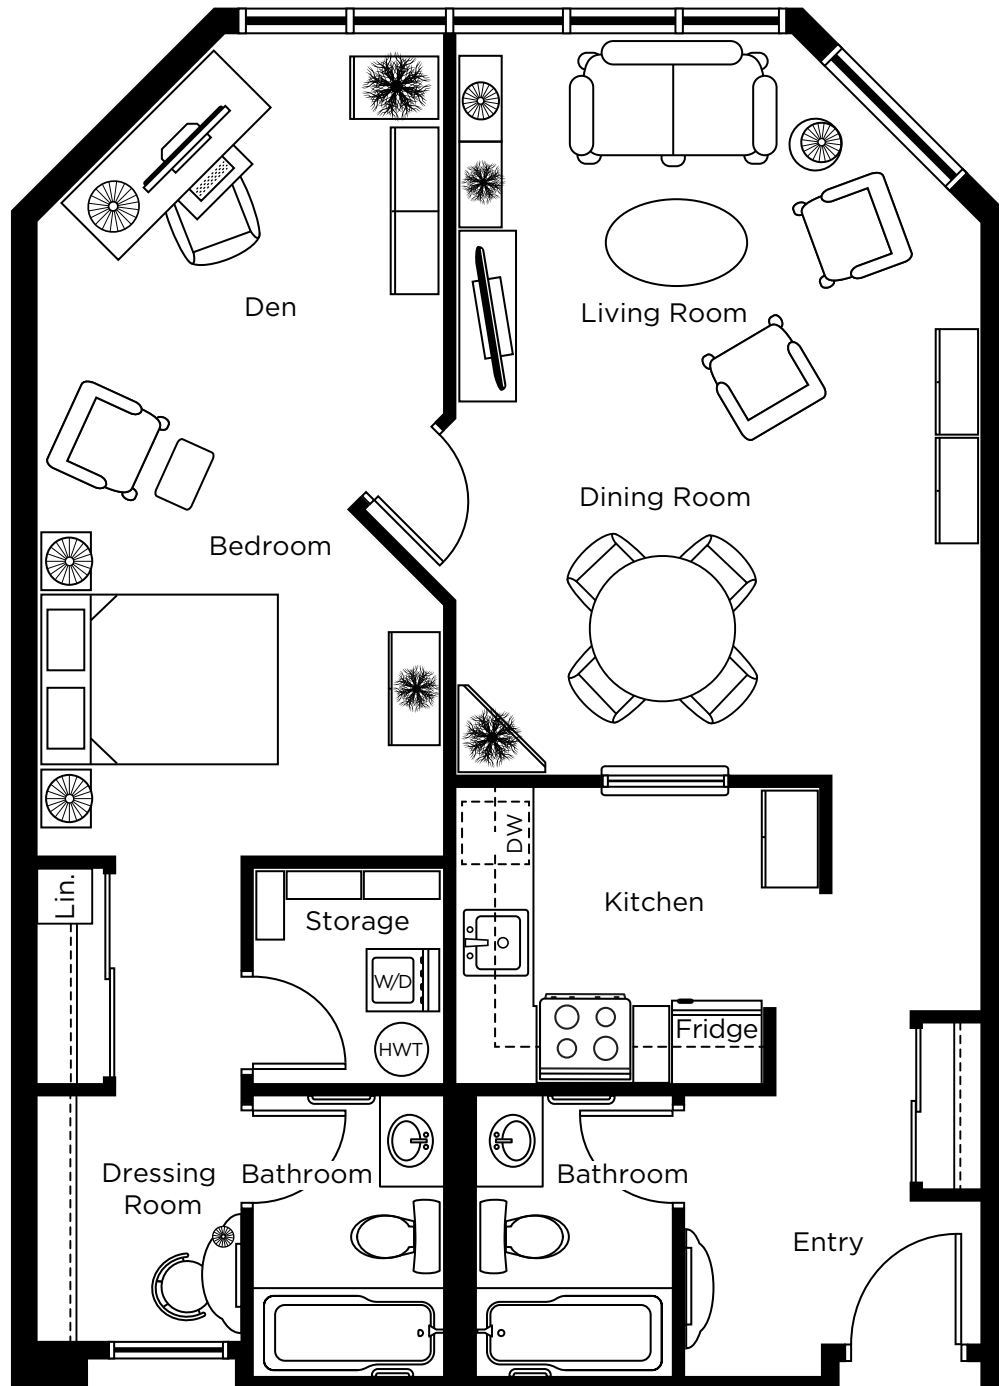 Den
Living Room
Dining Room
Bedroom
DW
Lin.
Kitchen
Storage
W/D
Fridge
HWT
Dressing
Room
Bathroom
Bathroom
Entry